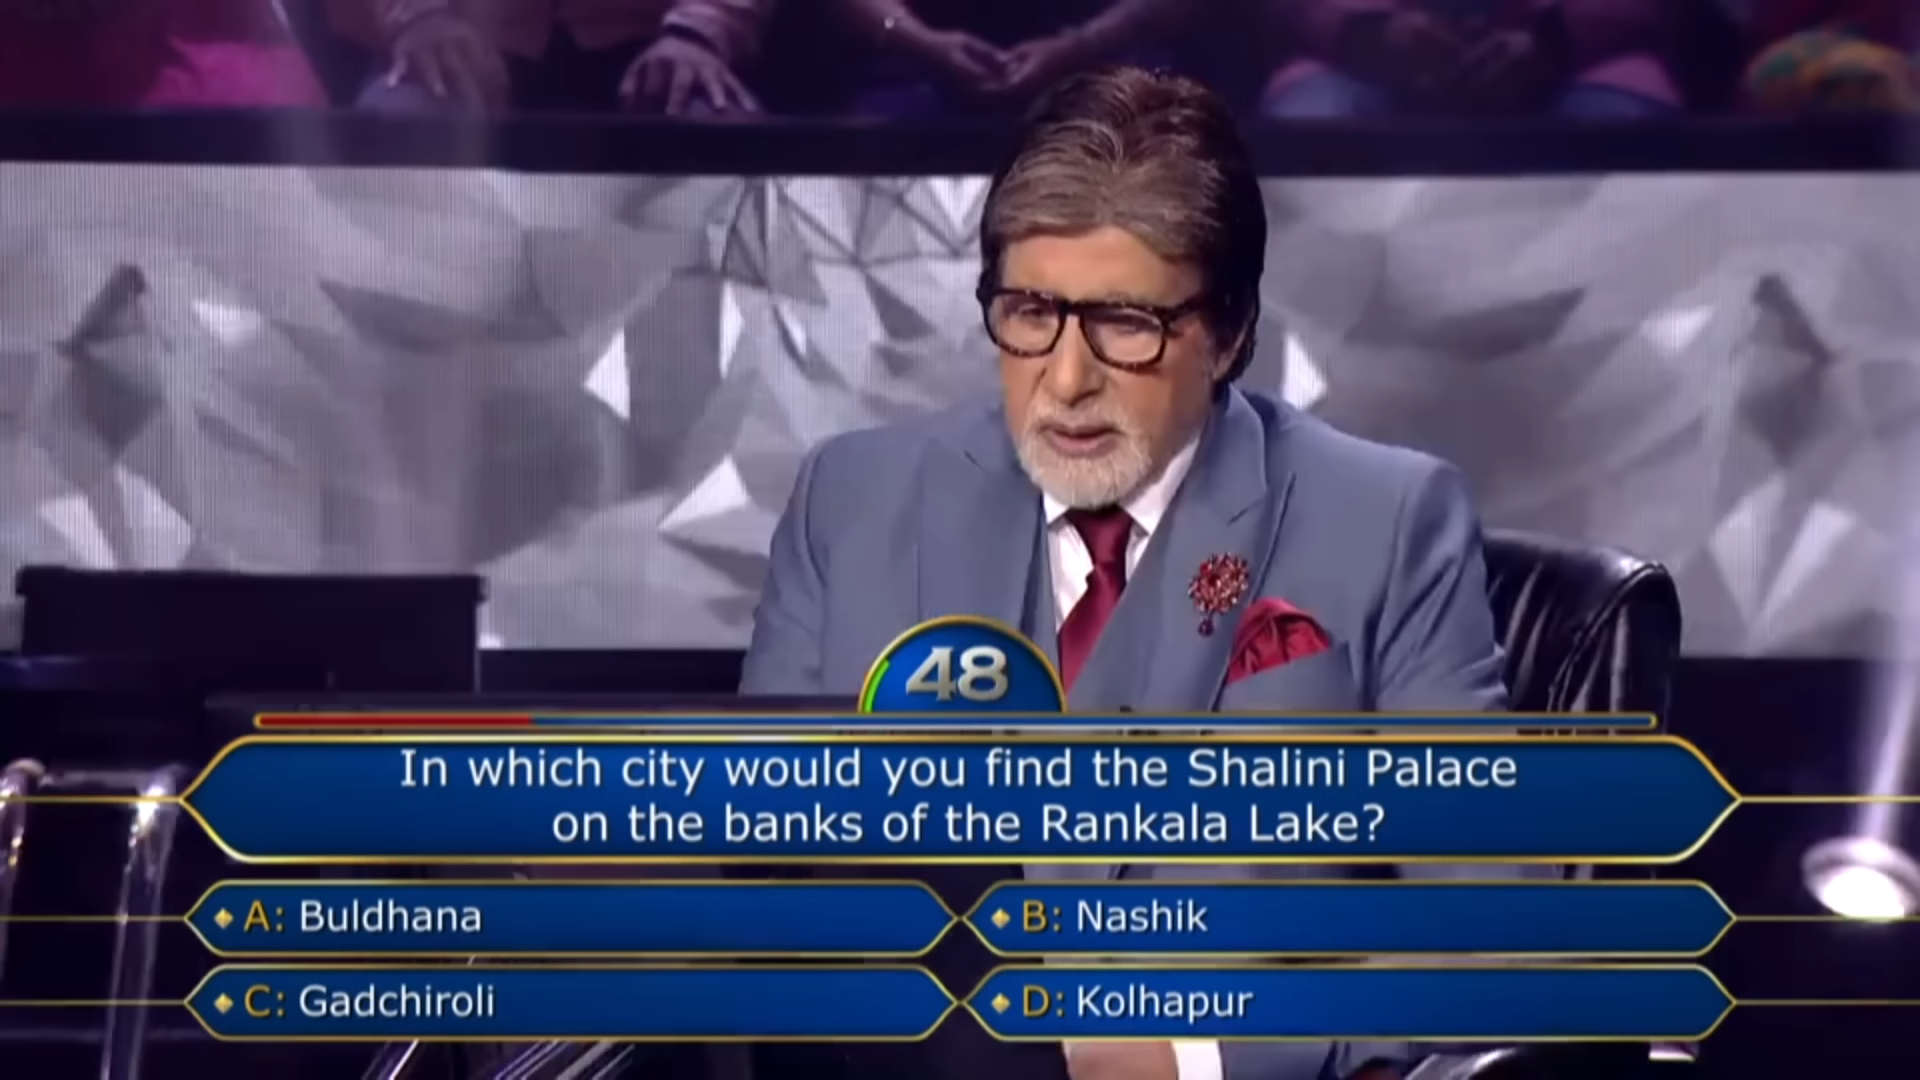 48
In which city would you find the Shalini Palace
on the banks of the Rankala Lake?
A: Buldhana
B: Nashik
C: Gadchiroli
D: Kolhapur